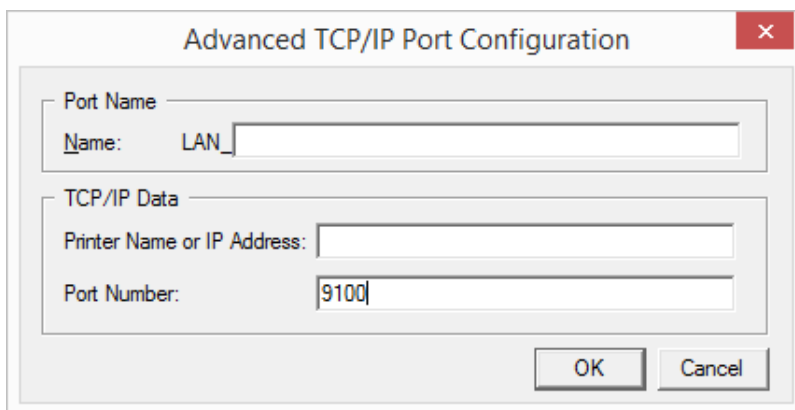 Advanced TCP/IP Port Configuration
Port Name
Name: LAN_
TCP/IP Data
Printer Name or IP Address:
Port Number: 9100
OK Cancel